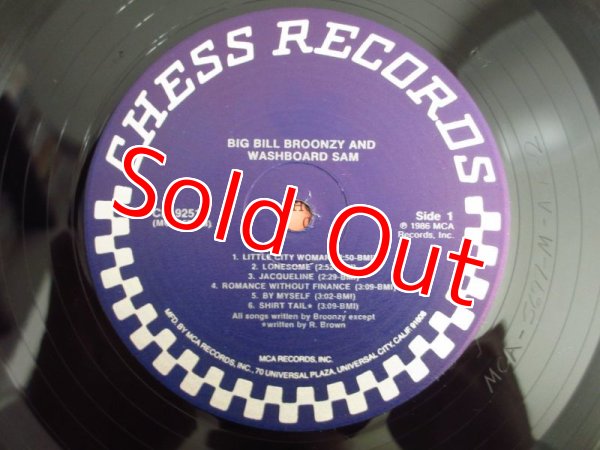 CHESS RECORDS
BIG BILL BROONZY AND
WASHBOARD SAM
Side 1
℗ 1986 MCA
Records, Inc.
1. LITTLE CITY WOMAN
2. LONESOME
3. JACQUELINE (2:29-BMI)
4. ROMANCE WITHOUT FINANCE (3:09-BMI)
5. BY MYSELF (3:02-BMI)
6. SHIRT TAIL* (3:09-BMI)
All songs written by Broonzy except
*written by R. Brown
MCA RECORDS, INC.
MFD. BY MCA RECORDS, INC., 70 UNIVERSAL PLAZA, UNIVERSAL CITY, CALIF. 91608
Sold Out